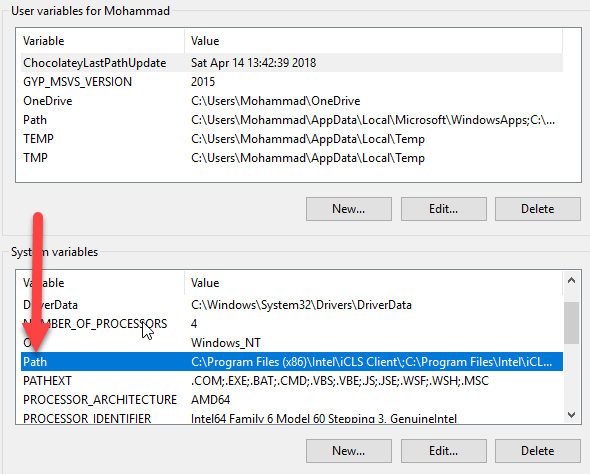 User variables for Mohammad
Variable Value
ChocolateyLastPathUpdate Sat Apr 14 13:42:39 2018
GYP_MSVS_VERSION 2015
OneDrive C:\Users\Mohammad\OneDrive
Path C:\Users\Mohammad\AppData\Local\Microsoft\WindowsApps;C:\...
TEMP C:\Users\Mohammad\AppData\Local\Temp
TMP C:\Users\Mohammad\AppData\Local\Temp
New... Edit... Delete
System variables
Variable Value
DriverData C:\Windows\System32\Drivers\DriverData
NUMBER_OF_PROCESSORS 4
Windows_NT
Path C:\Program Files (x86)\Intel\iCLS Client\;C:\Program Files\Intel\iCL...
PATHEXT .COM;.EXE;.BAT;.CMD;.VBS;.VBE;.JS;.JSE;.WSF;.WSH;.MSC
PROCESSOR_ARCHITECTURE AMD64
PROCESSOR_IDENTIFIER Intel64 Family 6 Model 60 Stepping 3, GenuineIntel
New... Edit... Delete